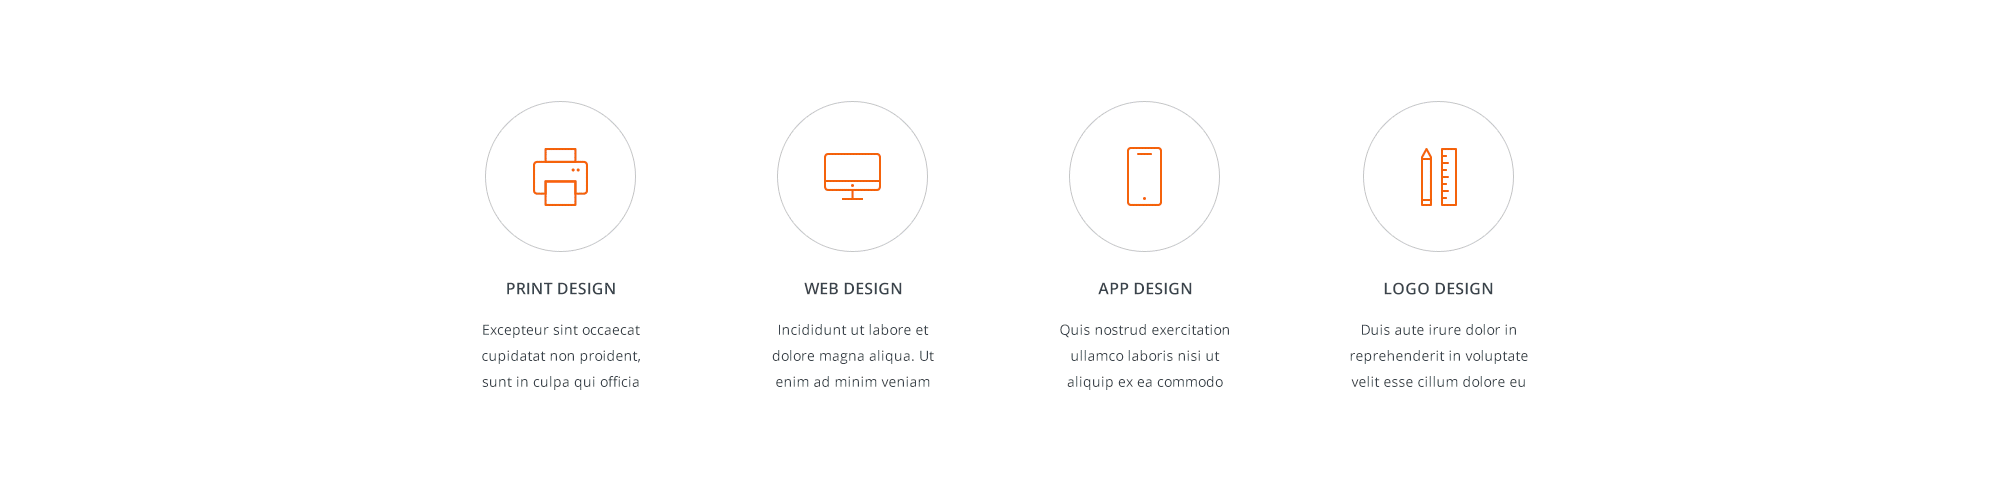 PRINT DESIGN
Excepteur sint occaecat
cupidatat non proident,
sunt in culpa qui officia
WEB DESIGN
Incididunt ut labore et
dolore magna aliqua. Ut
enim ad minim veniam
APP DESIGN
Quis nostrud exercitation
ullamco laboris nisi ut
aliquip ex ea commodo
LOGO DESIGN
Duis aute irure dolor in
reprehenderit in voluptate
velit esse cillum dolore eu